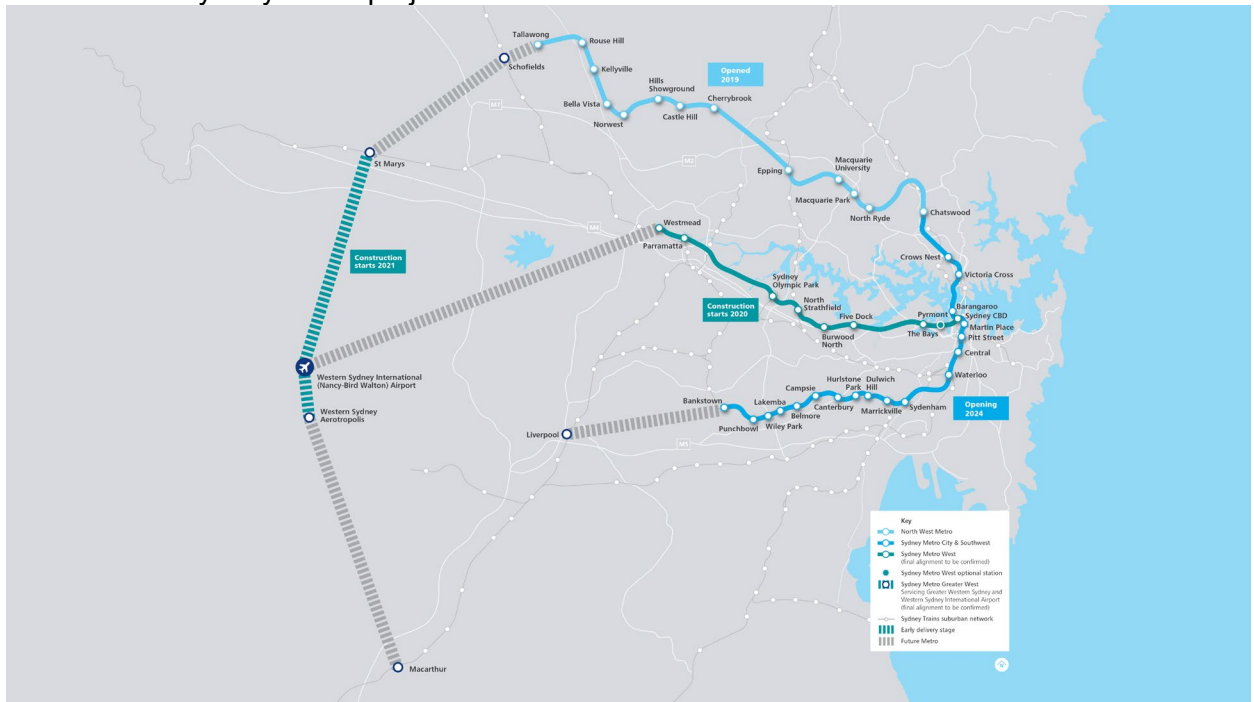 Tallawong
Rouse Hill
Schofields
Kellyville
Opened
2019
Hills
Showground
Bella Vista
Cherrybrook
Norwest
Castle Hill
M7
St Marys
M2
Macquarie
University
Epping
Macquarie Park
North Ryde
Chatswood
Westmead
M4
Parramatta
Construction
starts 2021
Crows Nest
Victoria Cross
Sydney
Olympic Park
Construction
starts 2020
North
Strathfield
Five Dock
Burwood
North
Pyrmont
The Bays
Barangaroo
Sydney CBD
Martin Place
Pitt Street
Central
Waterloo
Western Sydney International
(Nancy-Bird Walton) Airport
Western Sydney
Aerotropolis
Bankstown
Punchbowl
Lakemba
Wiley Park
Belmore
Campsie
Canterbury
Hurlstone
Park
Dulwich
Hill
Marrickville
Sydenham
Opening
2024
Liverpool
M5
Macarthur
Key
North West Metro
Sydney Metro City & Southwest
Sydney Metro West
(final alignment to be confirmed)
Sydney Metro West optional station
Sydney Metro Greater West
Servicing Greater Western Sydney and
Western Sydney International Airport
(final alignment to be confirmed)
Sydney Trains suburban network
Early delivery stage
Future Metro